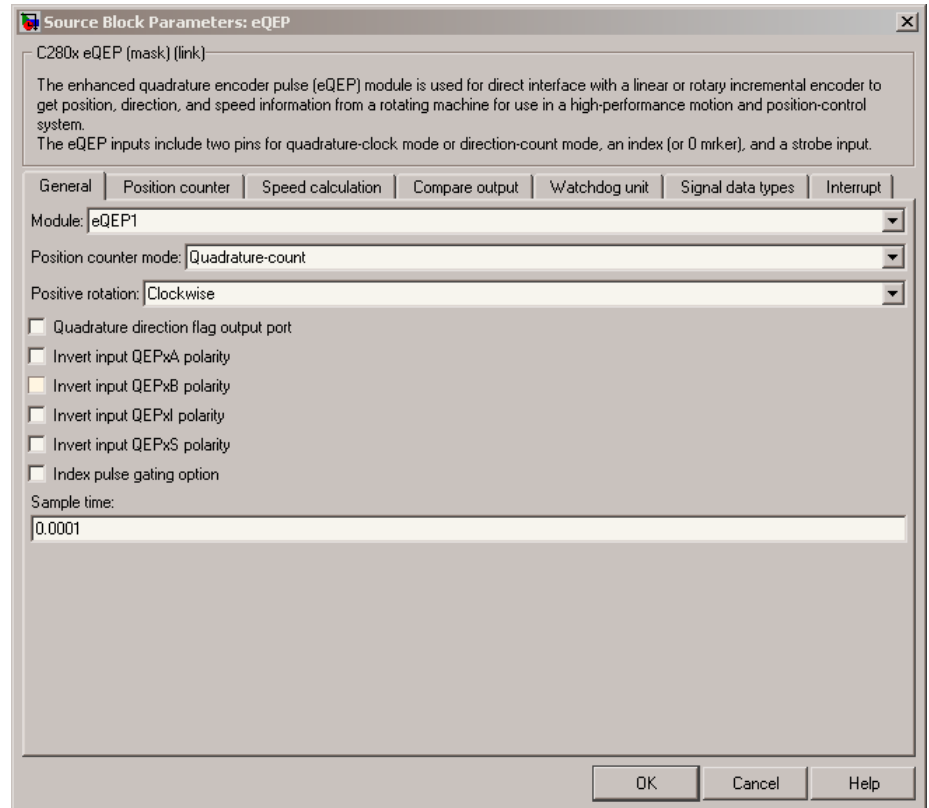 Source Block Parameters: eQEP
C280x eQEP (mask) (link)
The enhanced quadrature encoder pulse (eQEP) module is used for direct interface with a linear or rotary incremental encoder to
get position, direction, and speed information from a rotating machine for use in a high-performance motion and position-control
system.
The eQEP inputs include two pins for quadrature-clock mode or direction-count mode, an index (or 0 mrker), and a strobe input.
General Position counter Speed calculation Compare output Watchdog unit Signal data types Interrupt
Module: eQEP1
Position counter mode: Quadrature-count
Positive rotation: Clockwise
Quadrature direction flag output port
Invert input QEPxA polarity
Invert input QEPxB polarity
Invert input QEPxI polarity
Invert input QEPxS polarity
Index pulse gating option
Sample time:
0.0001
OK Cancel Help